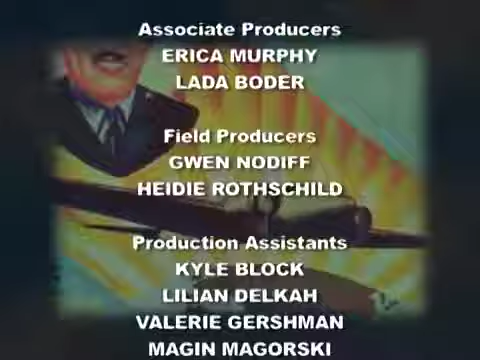 Associate Producers
ERICA MURPHY
LADA BODER
Field Producers
GWEN NODIFF
HEIDIE ROTHSCHILD
Production Assistants
KYLE BLOCK
LILIAN DELKAH
VALERIE GERSHMAN
MAGIN MAGORSKI